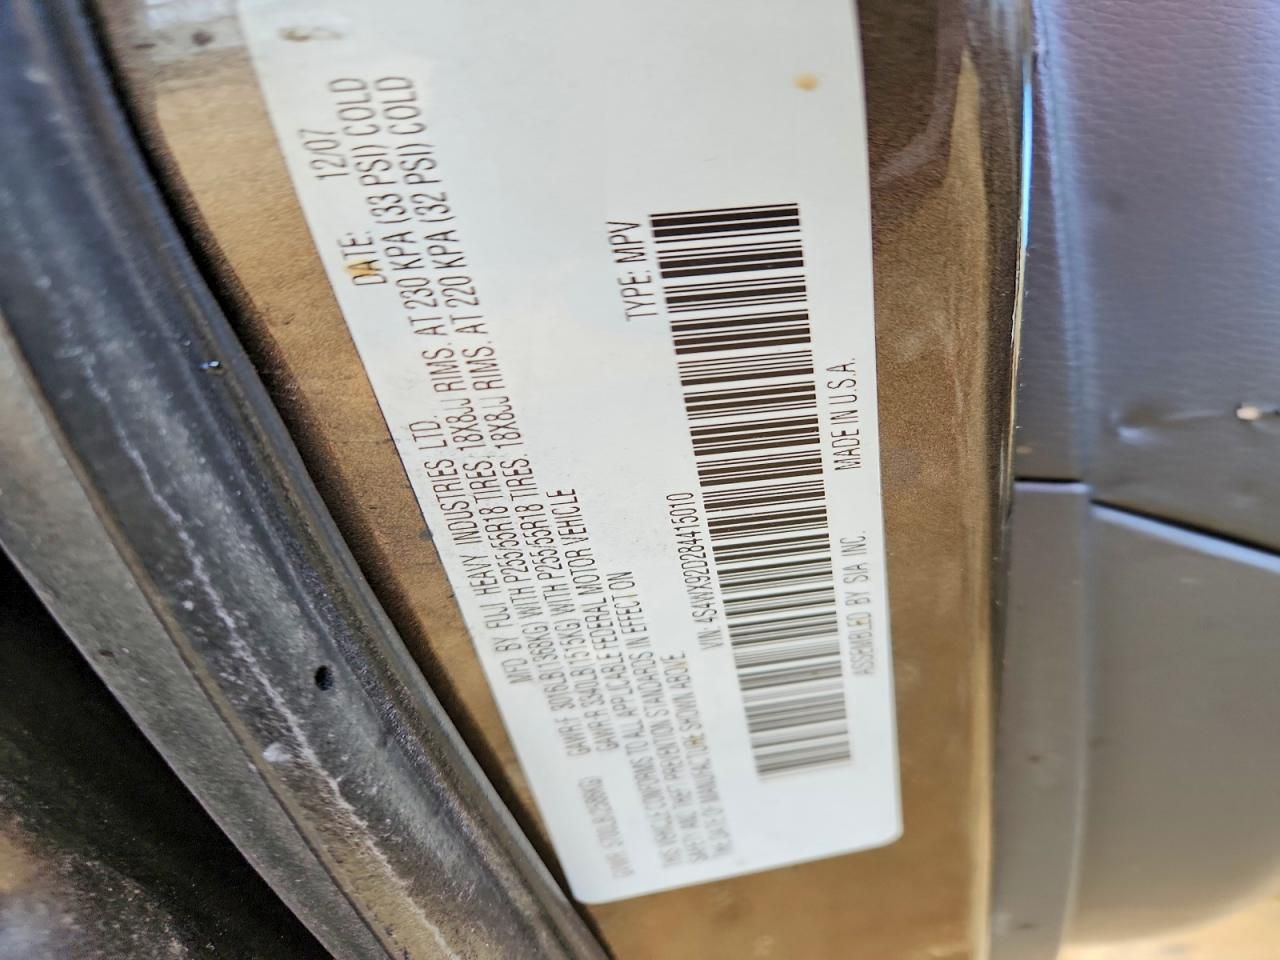 MFD BY FUJI HEAVY INDUSTRIES LTD. DATE: 12/07
GAWR F 3016LB(1368KG) WITH P255/55R18 TIRES, 18X8JJ RIMS. AT 230 KPA (33 PSI) COLD
GAWR R 3340LB(1515KG) WITH P255/55R18 TIRES, 18X8JJ RIMS. AT 220 KPA (32 PSI) COLD
THIS VEHICLE CONFORMS TO ALL APPLICABLE FEDERAL MOTOR VEHICLE
SAFETY AND THEFT PREVENTION STANDARDS IN EFFECT ON
THE DATE OF MANUFACTURE SHOWN ABOVE.
VIN: 4S4WX92D284415010 TYPE: MPV
ASSEMBLED BY SIA INC. MADE IN U.S.A.